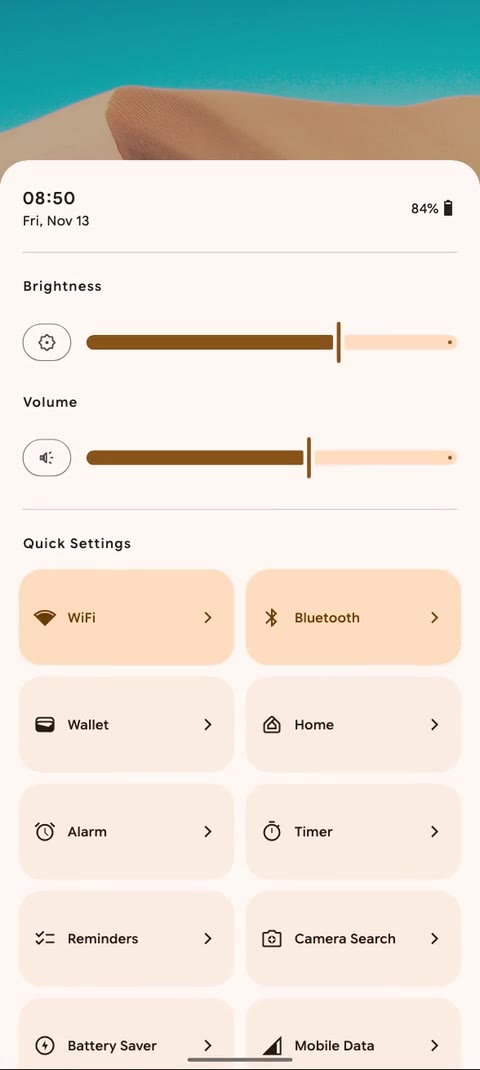 08:50
Fri, Nov 13
84%
Brightness
Volume
Quick Settings
WiFi
Bluetooth
Wallet
Home
Alarm
Timer
Reminders
Camera Search
Battery Saver
Mobile Data